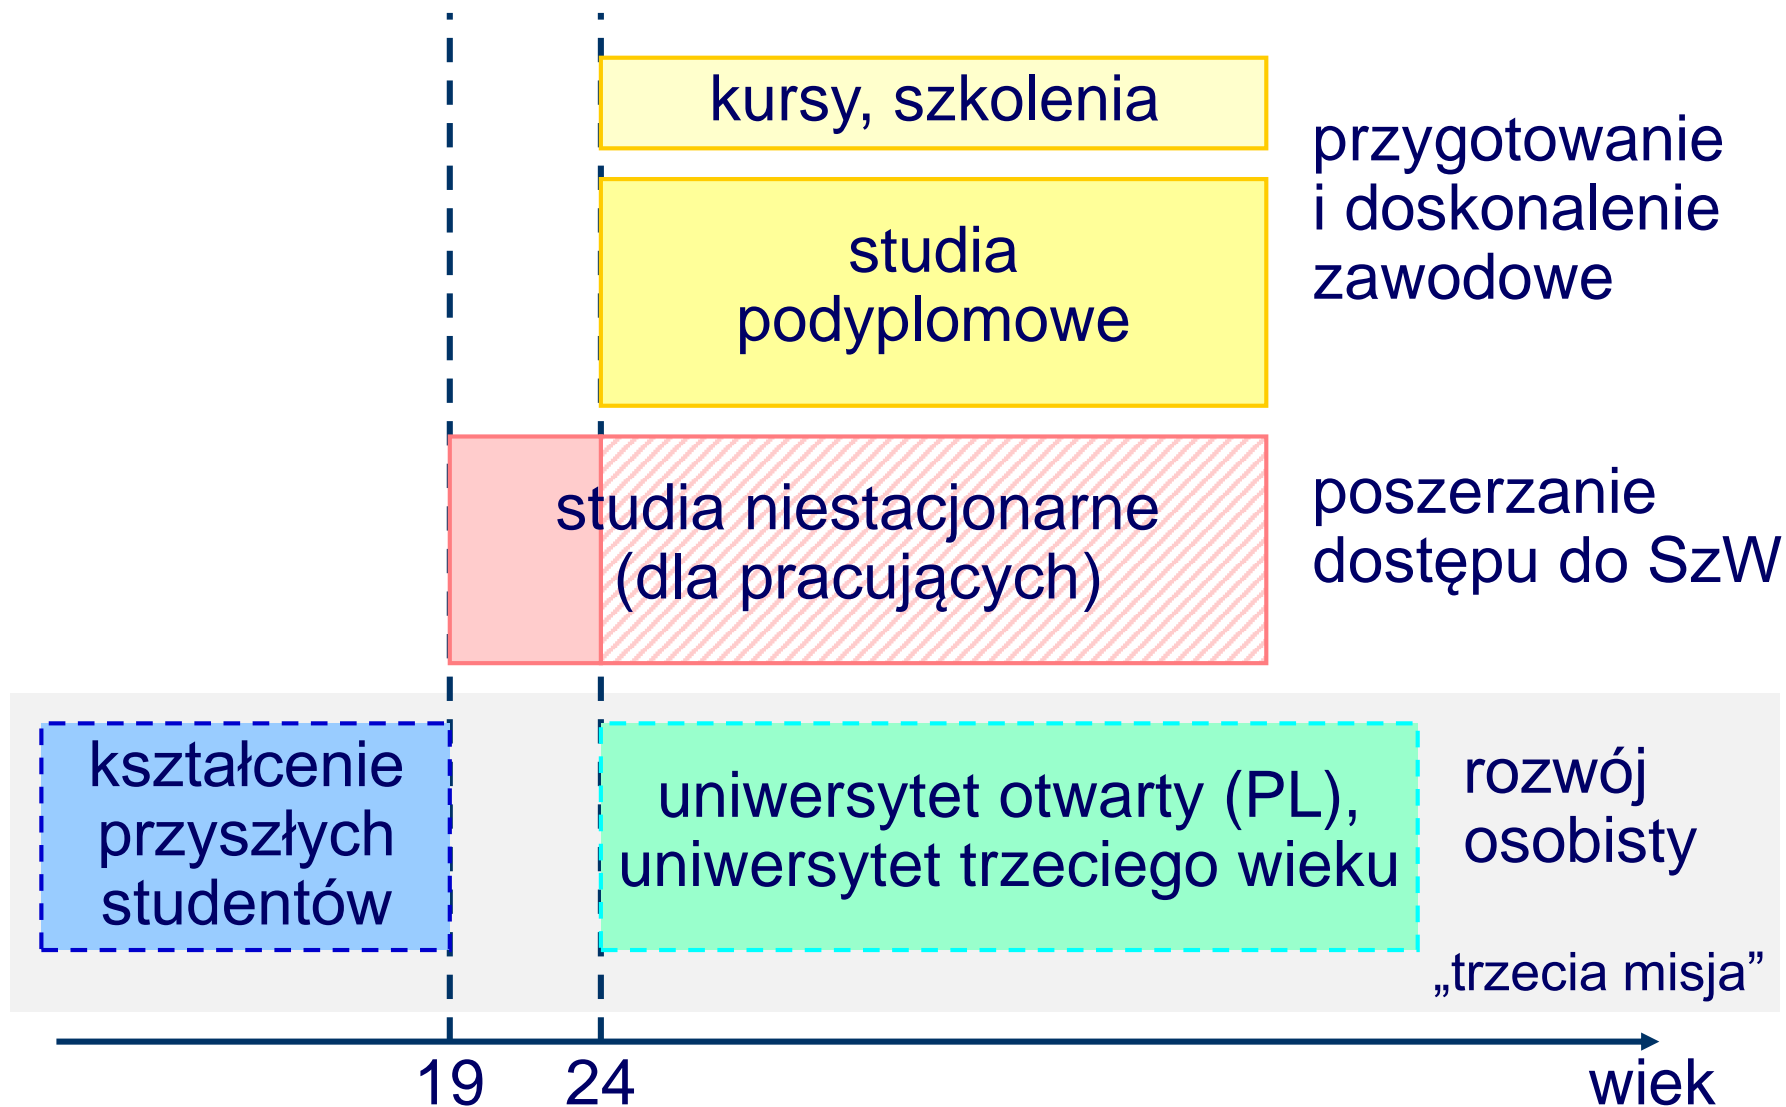 kursy, szkolenia
przygotowanie
i doskonalenie
zawodowe
studia
podyplomowe
studia niestacjonarne
(dla pracujących)
poszerzanie
dostępu do SzW
kształcenie
przyszłych
studentów
uniwersytet otwarty (PL),
uniwersytet trzeciego wieku
rozwój
osobisty
„trzecia misja”
19
24
wiek